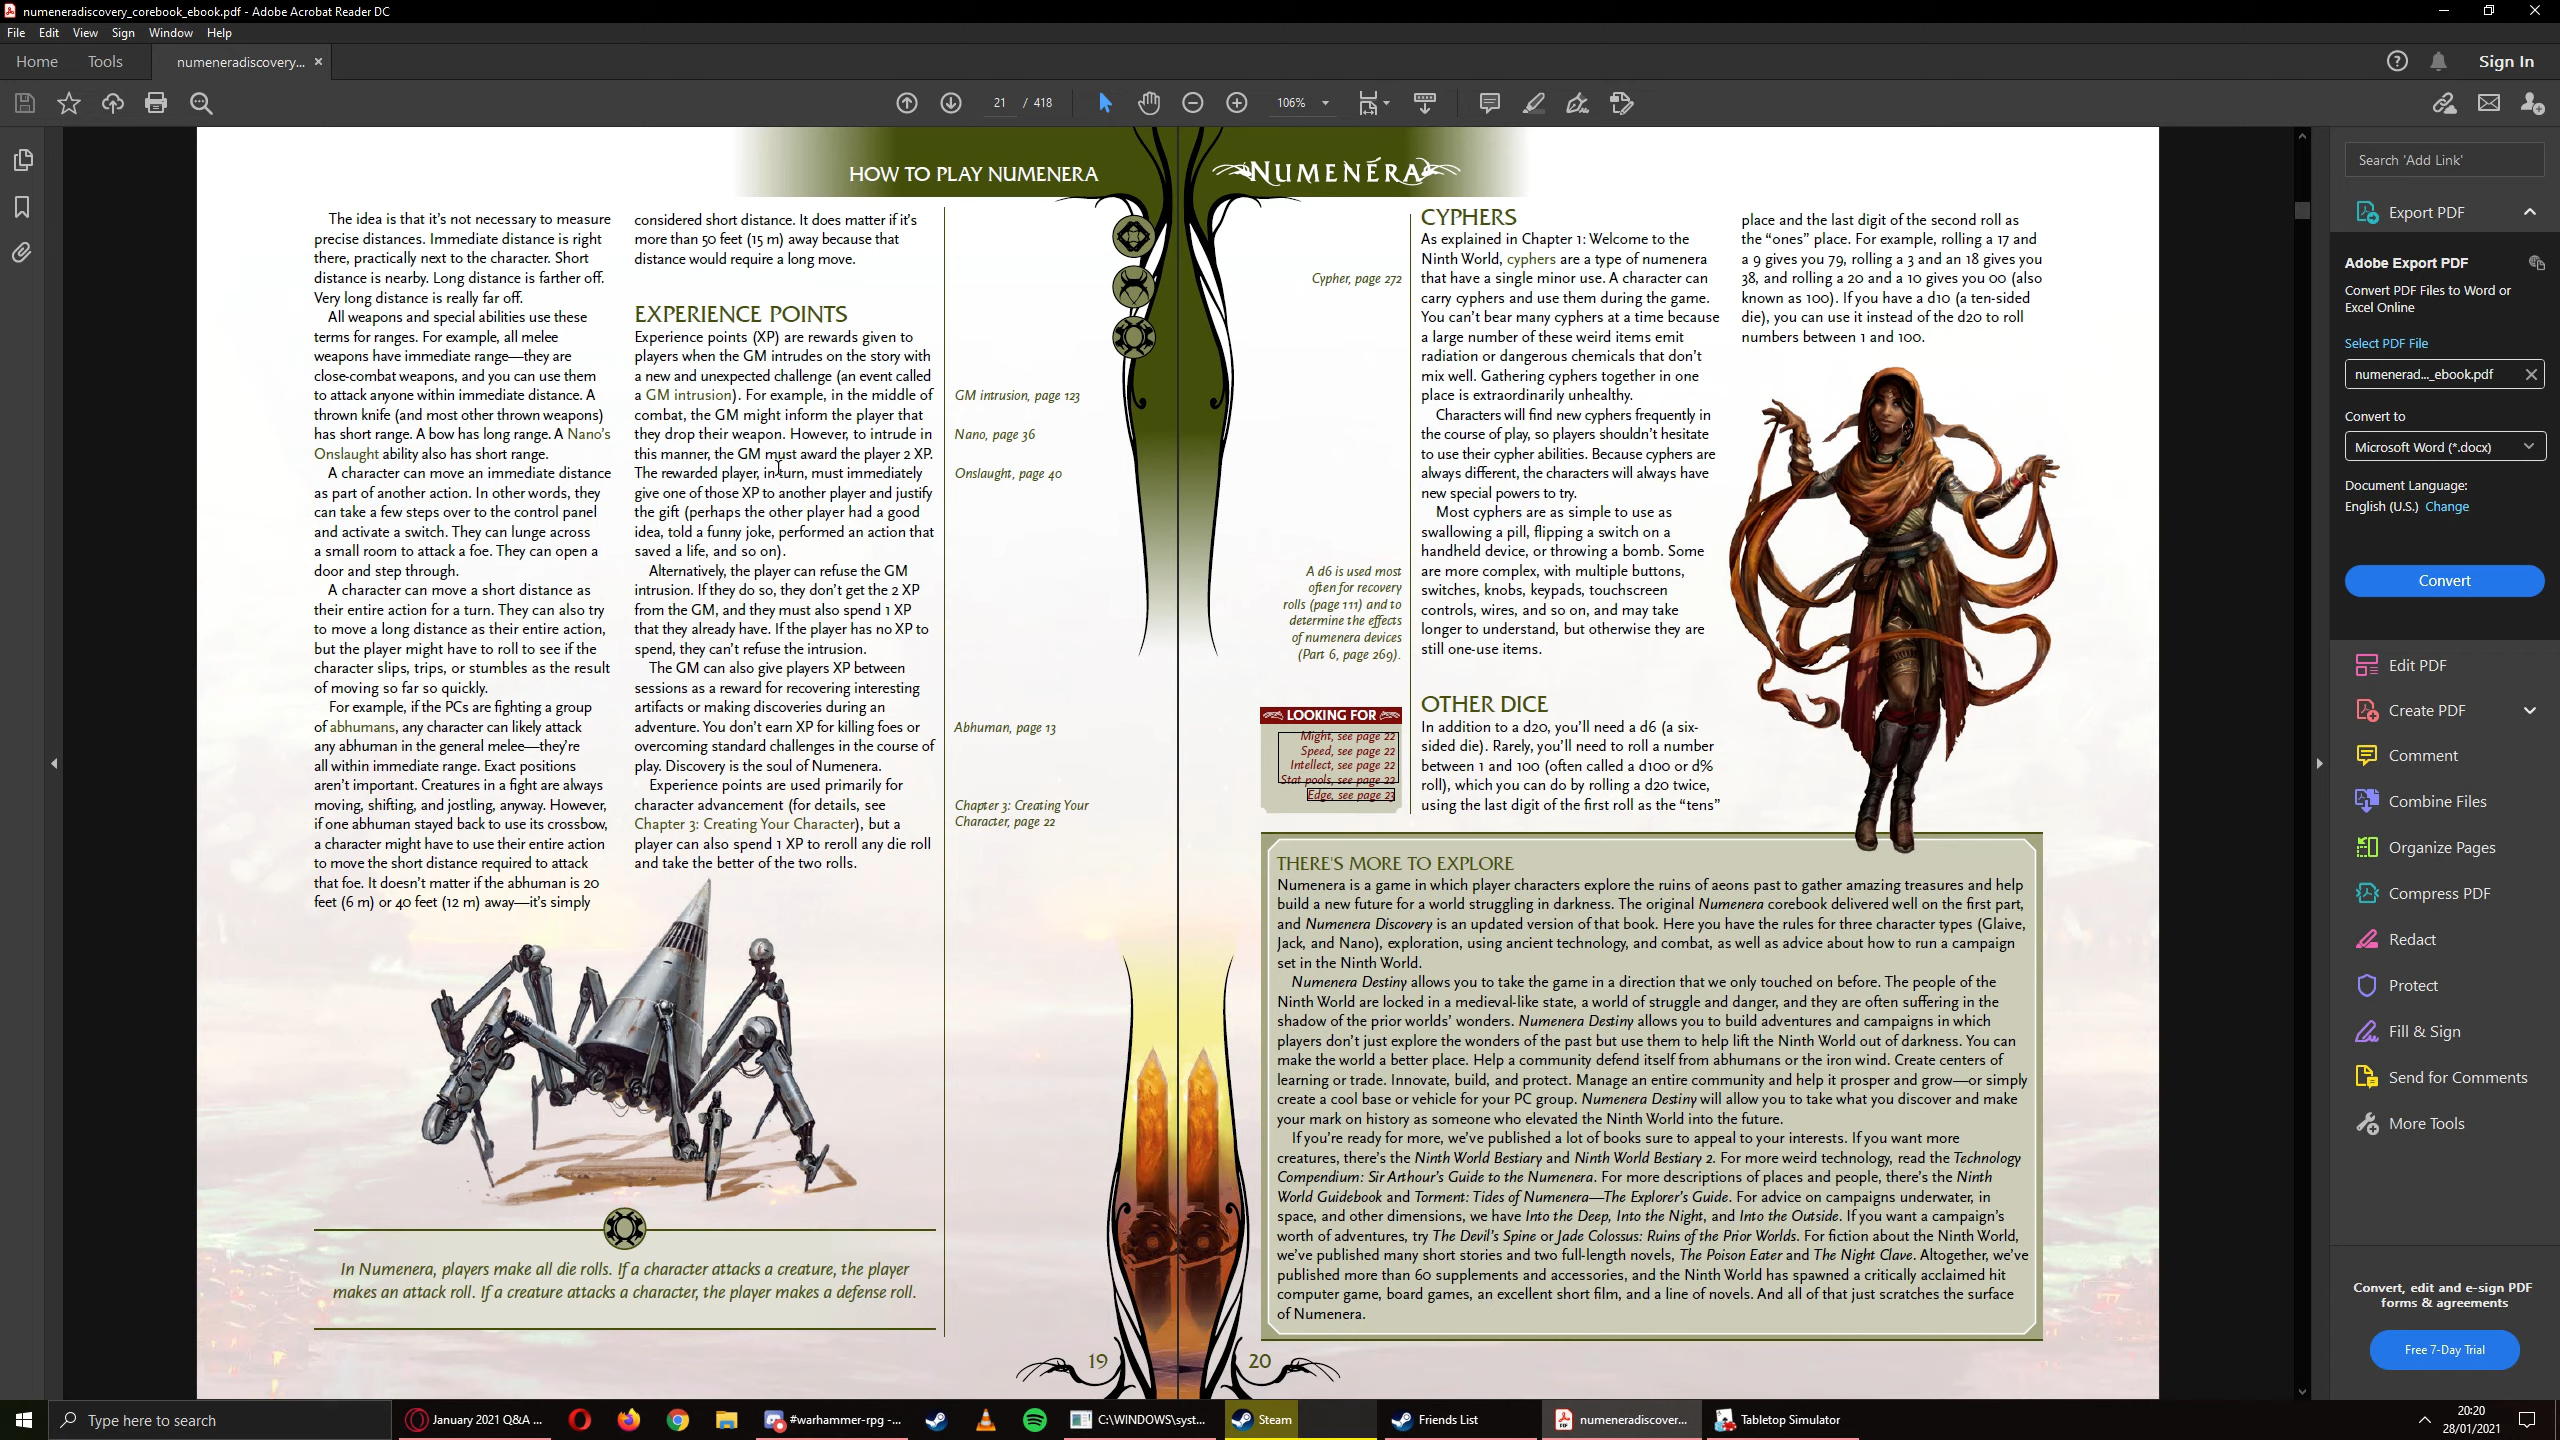 numeneradiscovery_corebook_ebook.pdf - Adobe Acrobat Reader DC
File Edit View Sign Window Help
Home Tools numeneradiscovery... ×
Sign In
21 / 418
106%
HOW TO PLAY NUMENERA
The idea is that it's not necessary to measure
precise distances. Immediate distance is right
there, practically next to the character. Short
distance is nearby. Long distance is farther off.
Very long distance is really far off.
All weapons and special abilities use these
terms for ranges. For example, all melee
weapons have immediate range—they are
close-combat weapons, and you can use them
to attack anyone within immediate distance. A
thrown knife (and most other thrown weapons)
has short range. A bow has long range. A Nano's
Onslaught ability also has short range.
A character can move an immediate distance
as part of another action. In other words, they
can take a few steps over to the control panel
and activate a switch. They can lunge across
a small room to attack a foe. They can open a
door and step through.
A character can move a short distance as
their entire action for a turn. They can also try
to move a long distance as their entire action,
but the player might have to roll to see if the
character slips, trips, or stumbles as the result
of moving so far so quickly.
For example, if the PCs are fighting a group
of abhumans, any character can likely attack
any abhuman in the general melee—they're
all within immediate range. Exact positions
aren't important. Creatures in a fight are always
moving, shifting, and jostling, anyway. However,
if one abhuman stayed back to use its crossbow,
a character might have to use their entire action
to move the short distance required to attack
that foe. It doesn't matter if the abhuman is 20
feet (6 m) or 40 feet (12 m) away—it's simply
considered short distance. It does matter if it's
more than 50 feet (15 m) away because that
distance would require a long move.
EXPERIENCE POINTS
Experience points (XP) are rewards given to
players when the GM intrudes on the story with
a new and unexpected challenge (an event called
a GM intrusion). For example, in the middle of
combat, the GM might inform the player that
they drop their weapon. However, to intrude in
this manner, the GM must award the player 2 XP.
The rewarded player, in turn, must immediately
give one of those XP to another player and justify
the gift (perhaps the other player had a good
idea, told a funny joke, performed an action that
saved a life, and so on).
Alternatively, the player can refuse the GM
intrusion. If they do so, they don't get the 2 XP
from the GM, and they must also spend 1 XP
that they already have. If the player has no XP to
spend, they can't refuse the intrusion.
The GM can also give players XP between
sessions as a reward for recovering interesting
artifacts or making discoveries during an
adventure. You don't earn XP for killing foes or
overcoming standard challenges in the course of
play. Discovery is the soul of Numenera.
Experience points are used primarily for
character advancement (for details, see
Chapter 3: Creating Your Character), but a
player can also spend 1 XP to reroll any die roll
and take the better of the two rolls.
GM intrusion, page 123
Nano, page 36
Onslaught, page 40
Abhuman, page 13
Chapter 3: Creating Your
Character, page 22
In Numenera, players make all die rolls. If a character attacks a creature, the player
makes an attack roll. If a creature attacks a character, the player makes a defense roll.
19
NUMENÉRA
Cypher, page 272
A d6 is used most
often for recovery
rolls (page 111) and to
determine the effects
of numenera devices
(Part 6, page 269).
LOOKING FOR
Might, see page 22
Speed, see page 22
Intellect, see page 22
Stat pools, see page 22
Edge, see page 23
CYPHERS
As explained in Chapter 1: Welcome to the
Ninth World, cyphers are a type of numenera
that have a single minor use. A character can
carry cyphers and use them during the game.
You can't bear many cyphers at a time because
a large number of these weird items emit
radiation or dangerous chemicals that don't
mix well. Gathering cyphers together in one
place is extraordinarily unhealthy.
Characters will find new cyphers frequently in
the course of play, so players shouldn't hesitate
to use their cypher abilities. Because cyphers are
always different, the characters will always have
new special powers to try.
Most cyphers are as simple to use as
swallowing a pill, flipping a switch on a
handheld device, or throwing a bomb. Some
are more complex, with multiple buttons,
switches, knobs, keypads, touchscreen
controls, wires, and so on, and may take
longer to understand, but otherwise they are
still one-use items.
OTHER DICE
In addition to a d20, you'll need a d6 (a six-
sided die). Rarely, you'll need to roll a number
between 1 and 100 (often called a d100 or d%
roll), which you can do by rolling a d20 twice,
using the last digit of the first roll as the “tens”
place and the last digit of the second roll as
the “ones” place. For example, rolling a 17 and
a 9 gives you 79, rolling a 3 and an 18 gives you
38, and rolling a 20 and a 10 gives you 00 (also
known as 100). If you have a d10 (a ten-sided
die), you can use it instead of the d20 to roll
numbers between 1 and 100.
THERE'S MORE TO EXPLORE
Numenera is a game in which player characters explore the ruins of aeons past to gather amazing treasures and help
build a new future for a world struggling in darkness. The original Numenera corebook delivered well on the first part,
and Numenera Discovery is an updated version of that book. Here you have the rules for three character types (Glaive,
Jack, and Nano), exploration, using ancient technology, and combat, as well as advice about how to run a campaign
set in the Ninth World.
Numenera Destiny allows you to take the game in a direction that we only touched on before. The people of the
Ninth World are locked in a medieval-like state, a world of struggle and danger, and they are often suffering in the
shadow of the prior worlds' wonders. Numenera Destiny allows you to build adventures and campaigns in which
players don't just explore the wonders of the past but use them to help lift the Ninth World out of darkness. You can
make the world a better place. Help a community defend itself from abhumans or the iron wind. Create centers of
learning or trade. Innovate, build, and protect. Manage an entire community and help it prosper and grow—or simply
create a cool base or vehicle for your PC group. Numenera Destiny will allow you to take what you discover and make
your mark on history as someone who elevated the Ninth World into the future.
If you're ready for more, we've published a lot of books sure to appeal to your interests. If you want more
creatures, there's the Ninth World Bestiary and Ninth World Bestiary 2. For more weird technology, read the Technology
Compendium: Sir Arthour's Guide to the Numenera. For more descriptions of places and people, there's the Ninth
World Guidebook and Torment: Tides of Numenera—The Explorer's Guide. For advice on campaigns underwater, in
space, and other dimensions, we have Into the Deep, Into the Night, and Into the Outside. If you want a campaign's
worth of adventures, try The Devil's Spine or Jade Colossus: Ruins of the Prior Worlds. For fiction about the Ninth World,
we've published many short stories and two full-length novels, The Poison Eater and The Night Clave. Altogether, we've
published more than 60 supplements and accessories, and the Ninth World has spawned a critically acclaimed hit
computer game, board games, an excellent short film, and a line of novels. And all of that just scratches the surface
of Numenera.
20
Search 'Add Link'
Export PDF
Adobe Export PDF
Convert PDF Files to Word or
Excel Online
Select PDF File
numenerad..._ebook.pdf
Convert to
Microsoft Word (*.docx)
Document Language:
English (U.S.) Change
Convert
Edit PDF
Create PDF
Comment
Combine Files
Organize Pages
Compress PDF
Redact
Protect
Fill & Sign
Send for Comments
More Tools
Convert, edit and e-sign PDF
forms & agreements
Free 7-Day Trial
Type here to search
January 2021 Q&A ...
#warhammer-rpg -...
C:\WINDOWS\syst...
Steam
Friends List
numeneradiscover...
Tabletop Simulator
20:20
28/01/2021